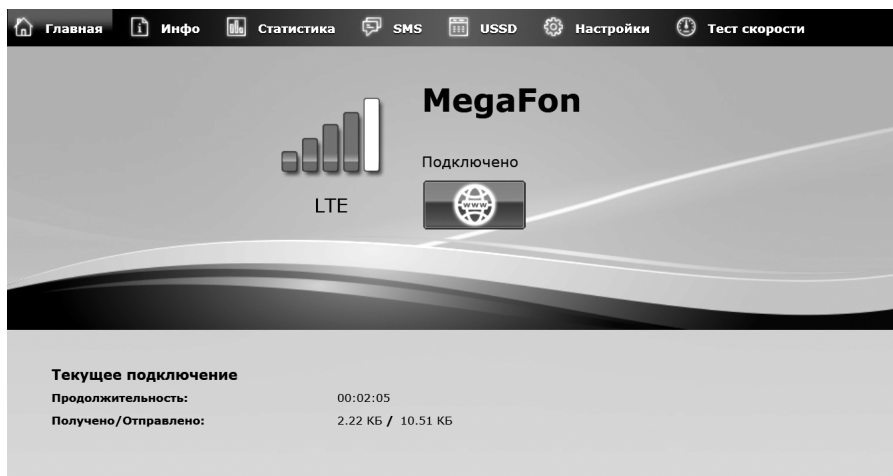 Главная Инфо Статистика SMS USSD Настройки Тест скорости
MegaFon
Подключено
LTE
www
Текущее подключение
Продолжительность: 00:02:05
Получено/Отправлено: 2.22 КБ / 10.51 КБ